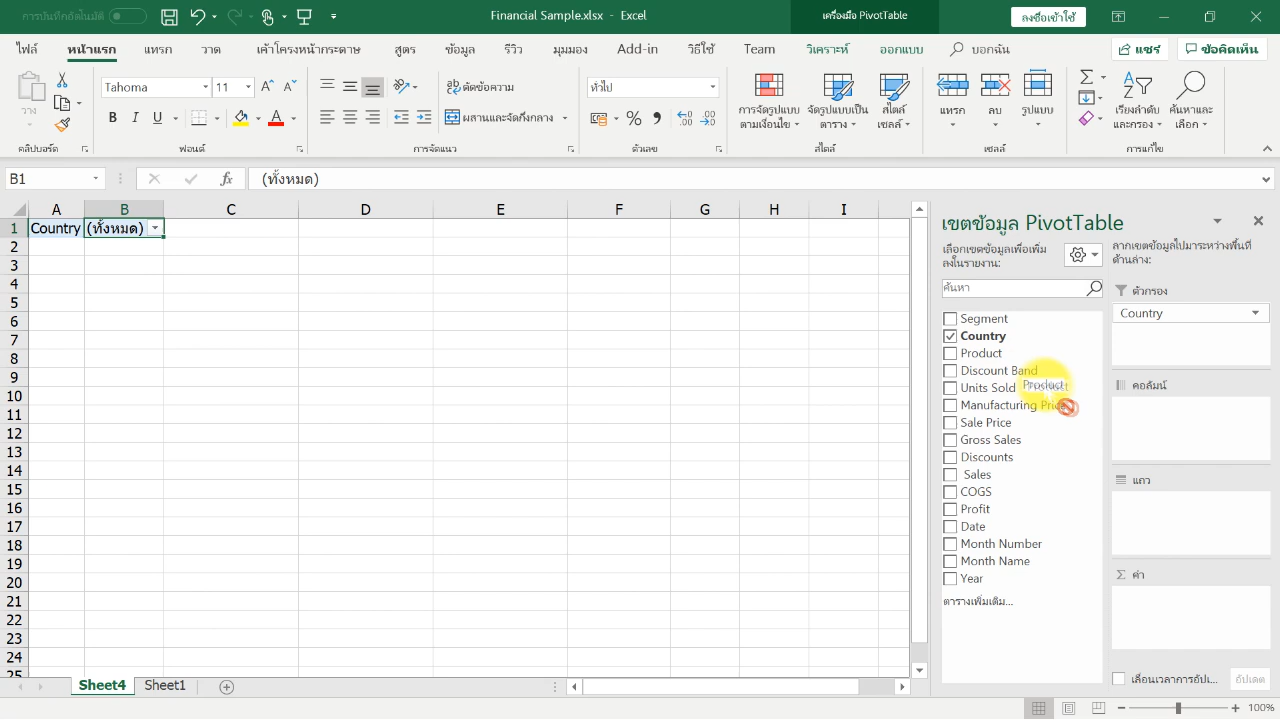 การบันทึกอัตโนมัติ
Financial Sample.xlsx - Excel
เครื่องมือ PivotTable
ลงชื่อเข้าใช้
ไฟล์ หน้าแรก แทรก วาด เค้าโครงหน้ากระดาษ สูตร ข้อมูล รีวิว มุมมอง Add-in วิธีใช้ Team วิเคราะห์ ออกแบบ บอกฉัน
แชร์ ข้อคิดเห็น
วาง
คลิปบอร์ด
Tahoma 11
B I U
ฟอนต์
ตัดข้อความ
ผสานและจัดกึ่งกลาง
การจัดแนว
ทั่วไป
ตัวเลข
การจัดรูปแบบ
ตามเงื่อนไข
จัดรูปแบบเป็น
ตาราง
สไตล์
เซลล์
สไตล์
แทรก ลบ รูปแบบ
เซลล์
เรียงลำดับ
และกรอง
ค้นหาและ
เลือก
การแก้ไข
B1 fx (ทั้งหมด)
A B C D E F G H I
1 Country (ทั้งหมด)
2
3
4
5
6
7
8
9
10
11
12
13
14
15
16
17
18
19
20
21
22
23
24
25
Sheet4 Sheet1
เขตข้อมูล PivotTable
เลือกเขตข้อมูลเพื่อเพิ่ม
ลงในรายงาน:
ค้นหา
Segment
Country
Product
Discount Band
Units Sold
Product
Manufacturing Price
Sale Price
Gross Sales
Discounts
Sales
COGS
Profit
Date
Month Number
Month Name
Year
ตารางเพิ่มเติม...
ลากเขตข้อมูลไปมาระหว่างพื้นที่
ด้านล่าง:
ตัวกรอง
Country
คอลัมน์
แถว
Σ ค่า
เลื่อนเวลาการอัปเ... อัปเดต
100%